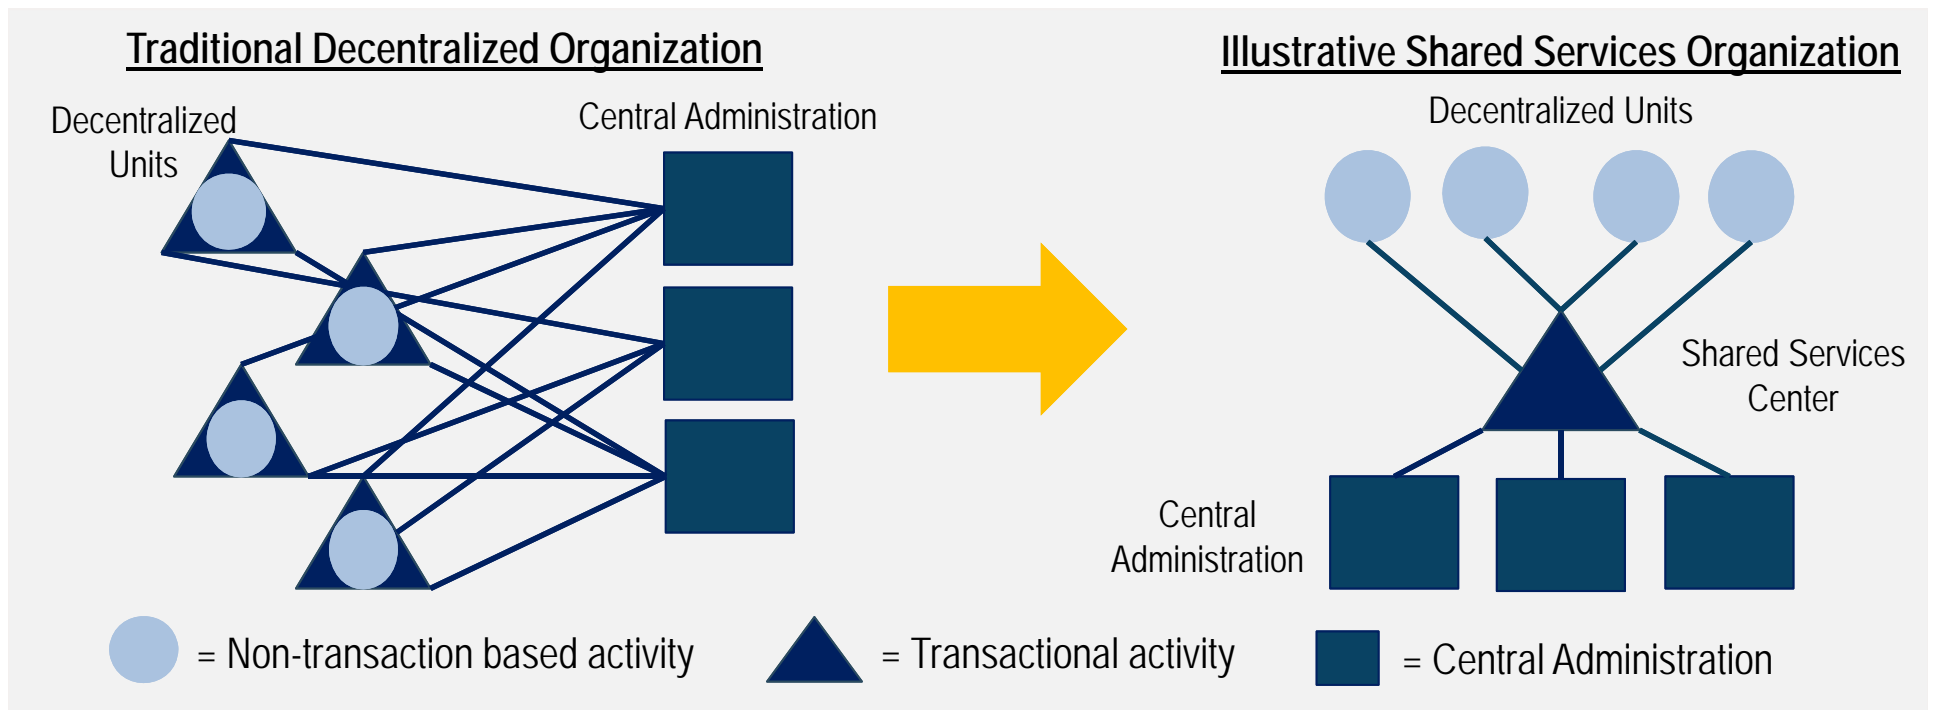 Traditional Decentralized Organization
Decentralized
Units
Central Administration
Illustrative Shared Services Organization
Decentralized Units
Shared Services
Center
Central
Administration
= Non-transaction based activity
= Transactional activity
= Central Administration